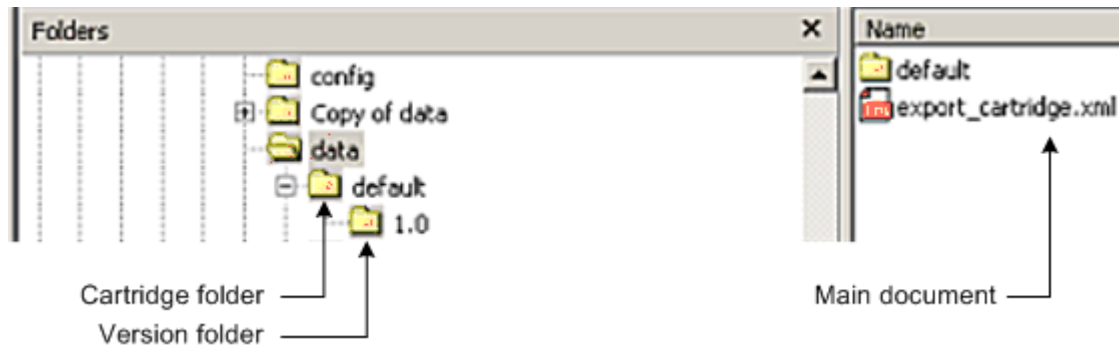 Folders
config
Copy of data
data
default
1.0
Name
default
export_cartridge.xml
Cartridge folder
Version folder
Main document